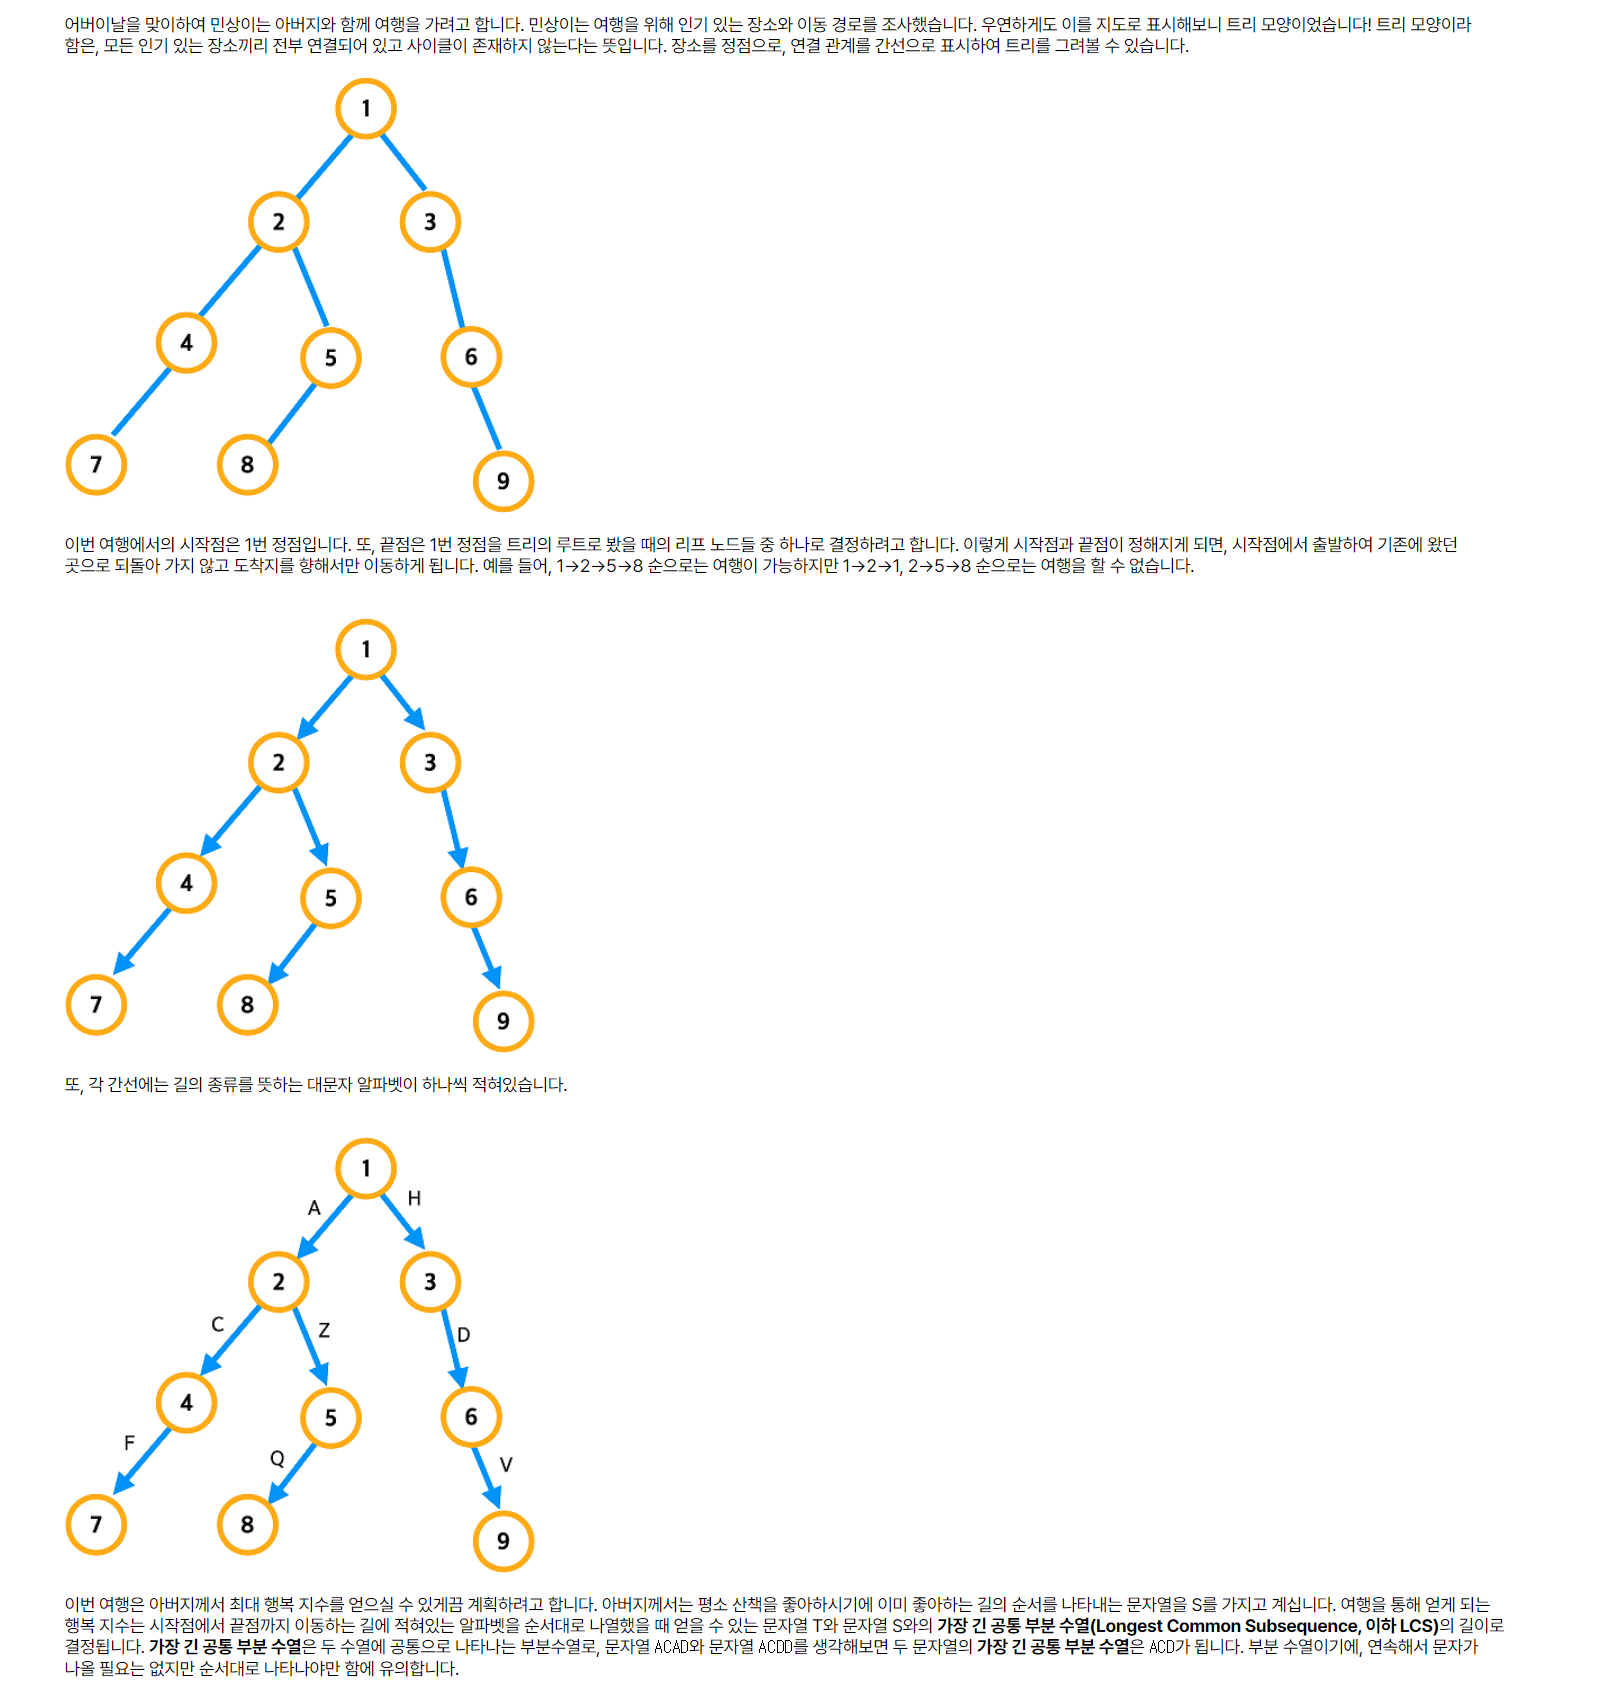 어버이날을 맞이하여 민상이는 아버지와 함께 여행을 가려고 합니다. 민상이는 여행을 위해 인기 있는 장소와 이동 경로를 조사했습니다. 우연하게도 이를 지도로 표시해보니 트리 모양이었습니다! 트리 모양이라
함은, 모든 인기 있는 장소끼리 전부 연결되어 있고 사이클이 존재하지 않는다는 뜻입니다. 장소를 정점으로, 연결 관계를 간선으로 표시하여 트리를 그려볼 수 있습니다.
1
2 3
4 5 6
7 8 9
이번 여행에서의 시작점은 1번 정점입니다. 또, 끝점은 1번 정점을 트리의 루트로 봤을 때의 리프 노드들 중 하나로 결정하려고 합니다. 이렇게 시작점과 끝점이 정해지게 되면, 시작점에서 출발하여 기존에 왔던
곳으로 되돌아 가지 않고 도착지를 향해서만 이동하게 됩니다. 예를 들어, 1→2→5→8 순으로는 여행이 가능하지만 1→2→1, 2→5→8 순으로는 여행을 할 수 없습니다.
1
2 3
4 5 6
7 8 9
또, 각 간선에는 길의 종류를 뜻하는 대문자 알파벳이 하나씩 적혀있습니다.
1
A H
2 3
C Z D
4 5 6
F Q V
7 8 9
이번 여행은 아버지께서 최대 행복 지수를 얻으실 수 있게끔 계획하려고 합니다. 아버지께서는 평소 산책을 좋아하시기에 이미 좋아하는 길의 순서를 나타내는 문자열을 S를 가지고 계십니다. 여행을 통해 얻게 되는
행복 지수는 시작점에서 끝점까지 이동하는 길에 적혀있는 알파벳을 순서대로 나열했을 때 얻을 수 있는 문자열 T와 문자열 S와의 가장 긴 공통 부분 수열(Longest Common Subsequence, 이하 LCS)의 길이로
결정됩니다. 가장 긴 공통 부분 수열은 두 수열에 공통으로 나타나는 부분수열로, 문자열 ACAD와 문자열 ACDD를 생각해보면 두 문자열의 가장 긴 공통 부분 수열은 ACD가 됩니다. 부분 수열이기에, 연속해서 문자가
나올 필요는 없지만 순서대로 나타나야만 함에 유의합니다.